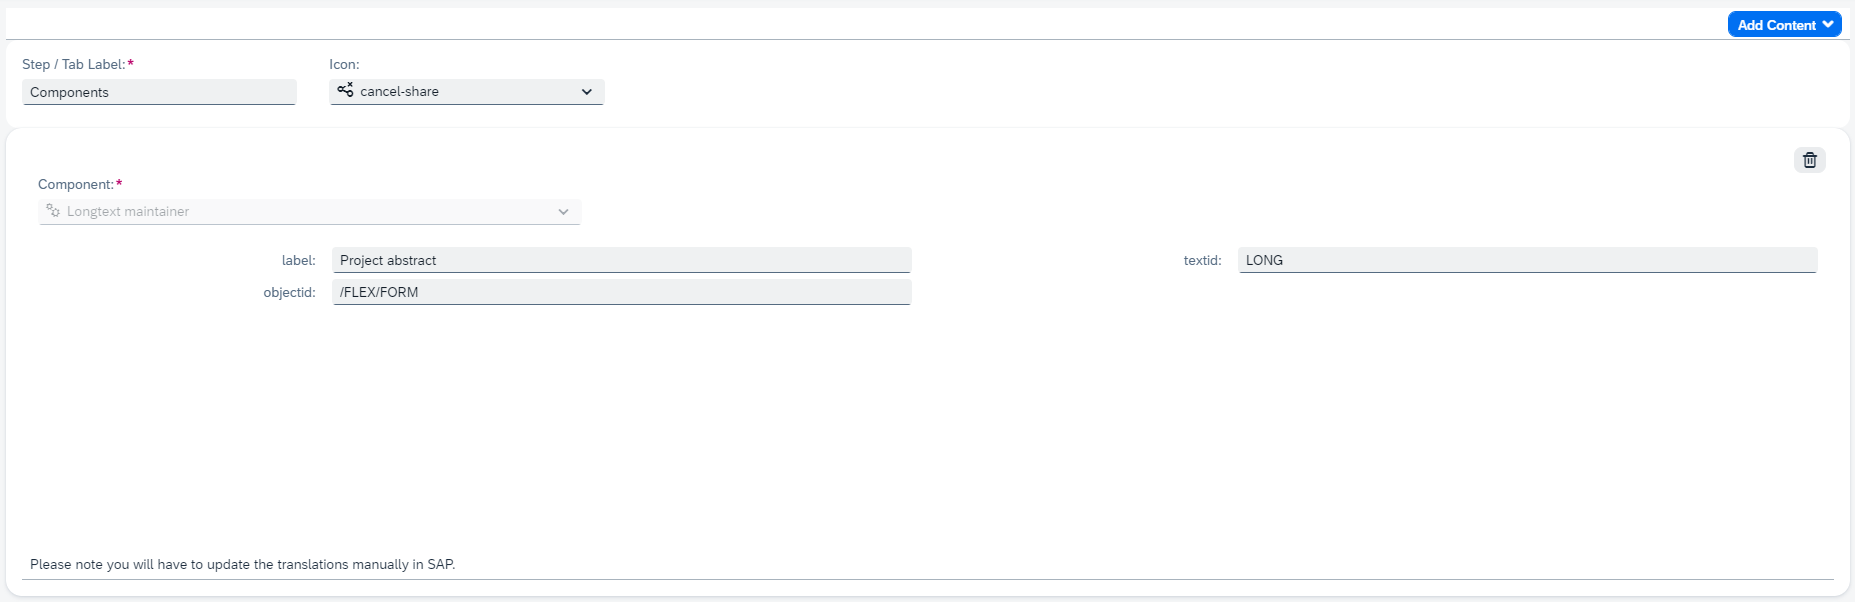 Add Content
Step / Tab Label:*
Icon:
Components
cancel-share
Component:*
Longtext maintainer
label:
Project abstract
textid:
LONG
objectid:
/FLEX/FORM
Please note you will have to update the translations manually in SAP.